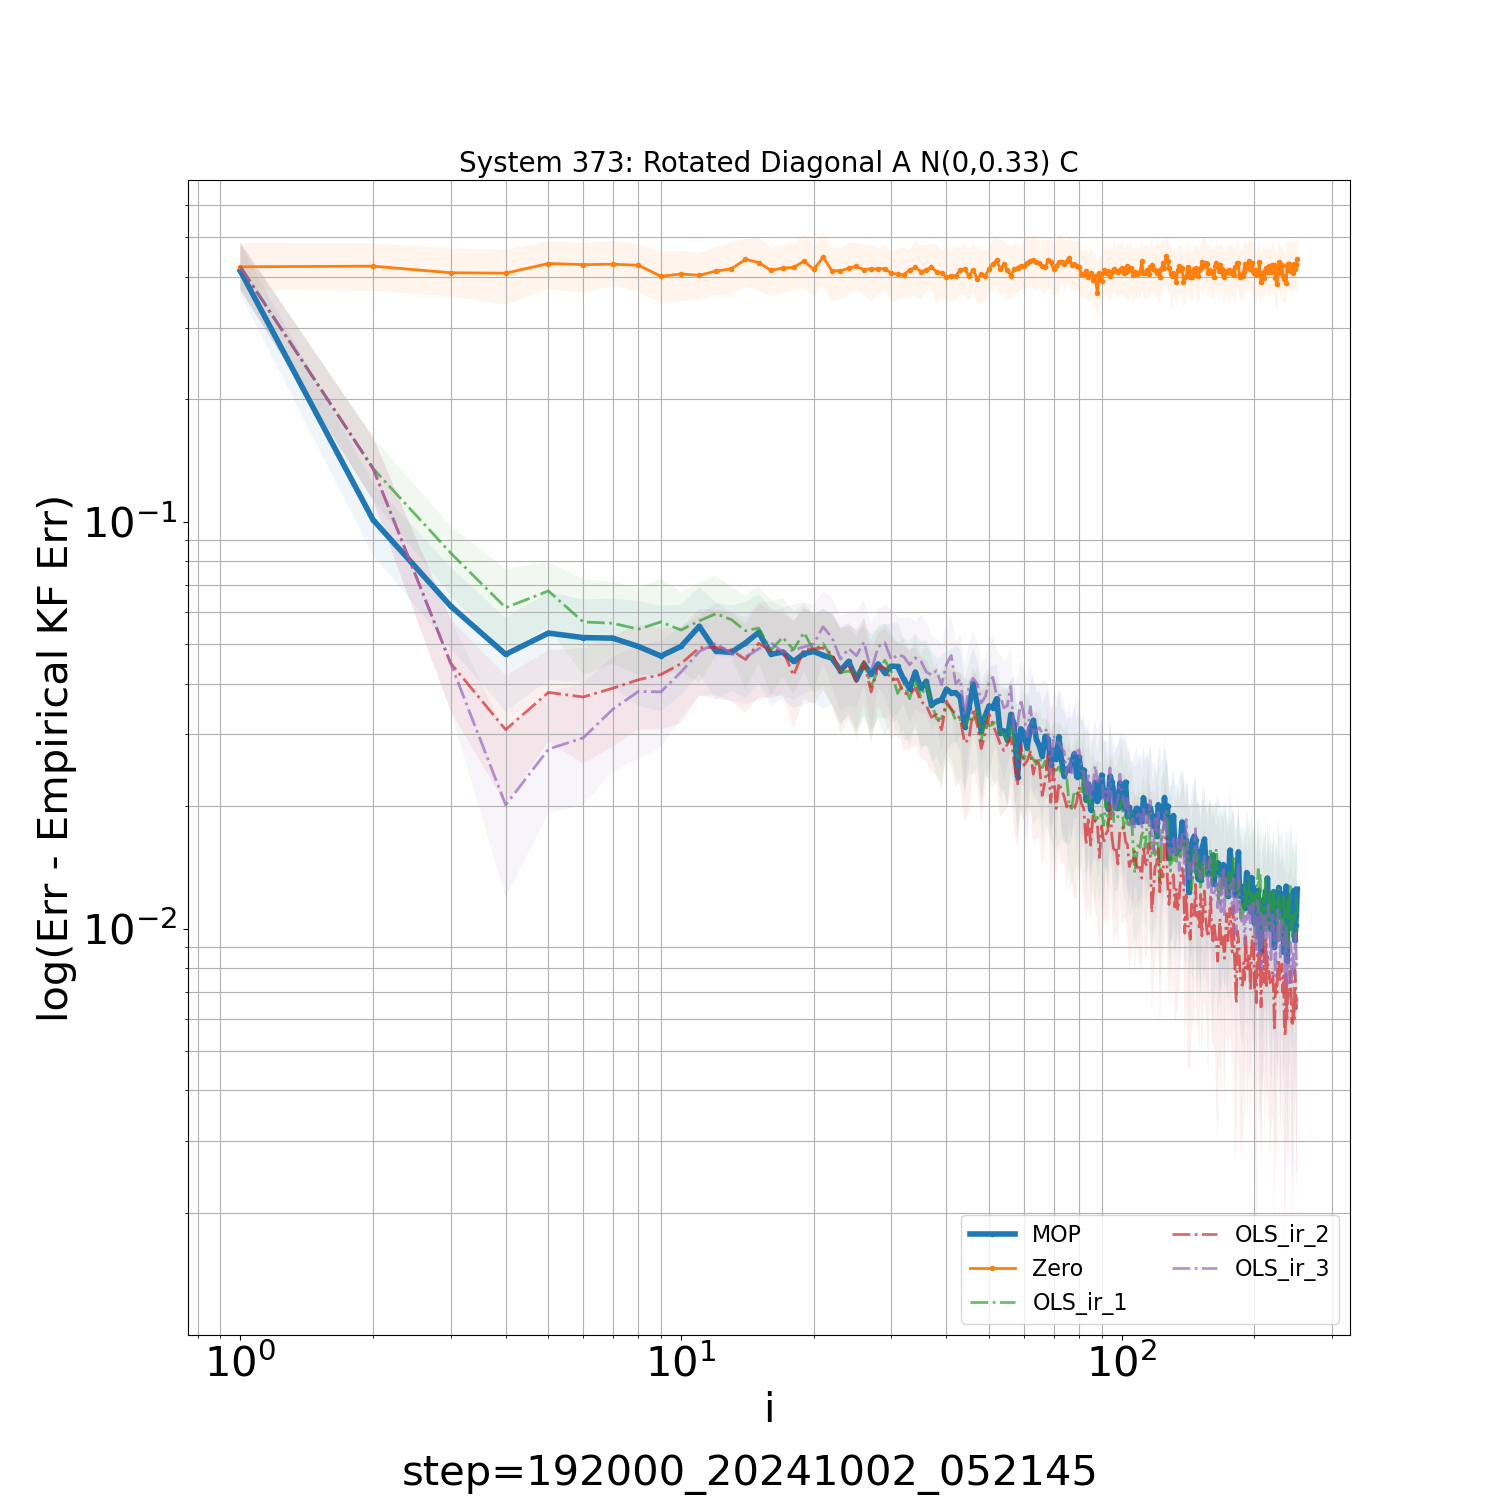 System 373: Rotated Diagonal A N(0,0.33) C
log(Err - Empirical KF Err)
10⁻¹
10⁻²
MOP
Zero
OLS_ir_1
OLS_ir_2
OLS_ir_3
10⁰
10¹
10²
i
step=192000_20241002_052145